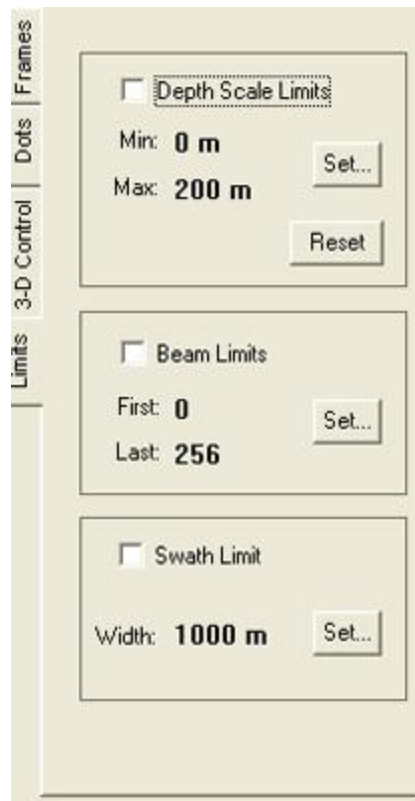 Frames
Dots
3-D Control
Limits
Depth Scale Limits
Min: 0 m
Set...
Max: 200 m
Reset
Beam Limits
First: 0
Set...
Last: 256
Swath Limit
Width: 1000 m
Set...